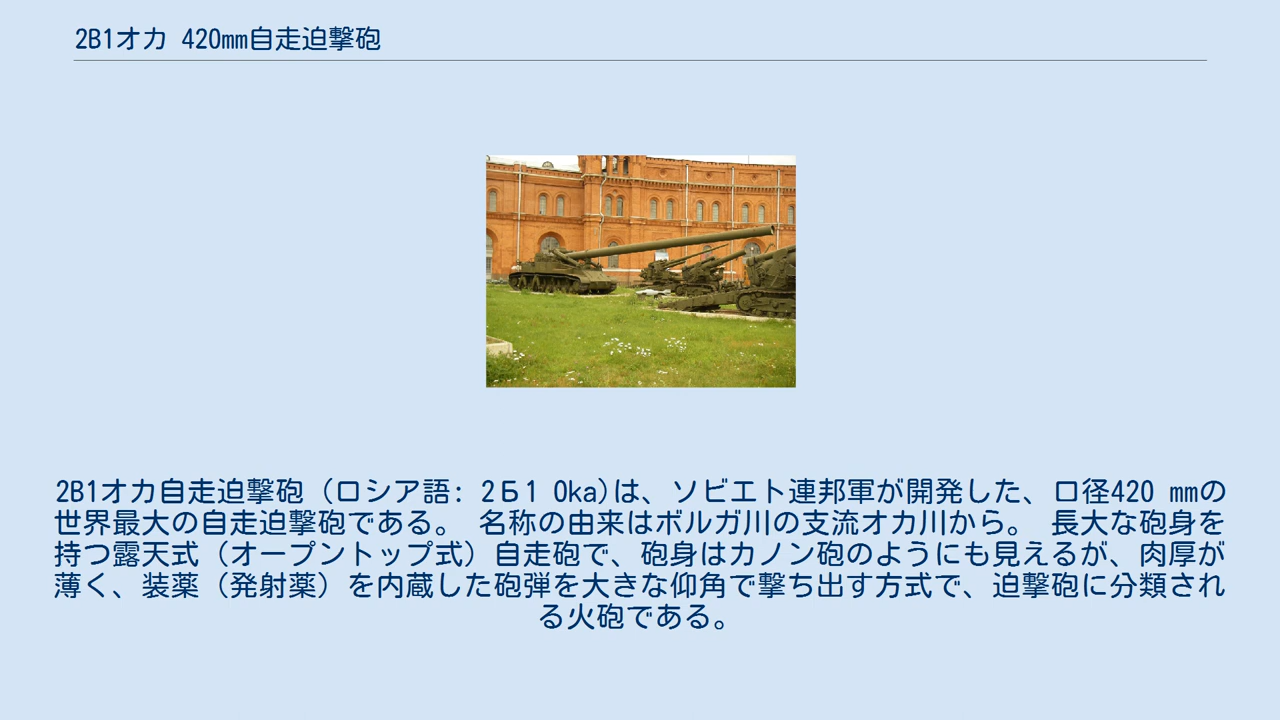 2B1オカ 420mm自走迫撃砲
2B1オカ自走迫撃砲（ロシア語: 2Б1 Oka)は、ソビエト連邦軍が開発した、口径420 mmの
世界最大の自走迫撃砲である。 名称の由来はボルガ川の支流オカ川から。 長大な砲身を
持つ露天式（オープントップ式）自走砲で、砲身はカノン砲のようにも見えるが、肉厚が
薄く、装薬（発射薬）を内蔵した砲弾を大きな仰角で撃ち出す方式で、迫撃砲に分類され
る火砲である。